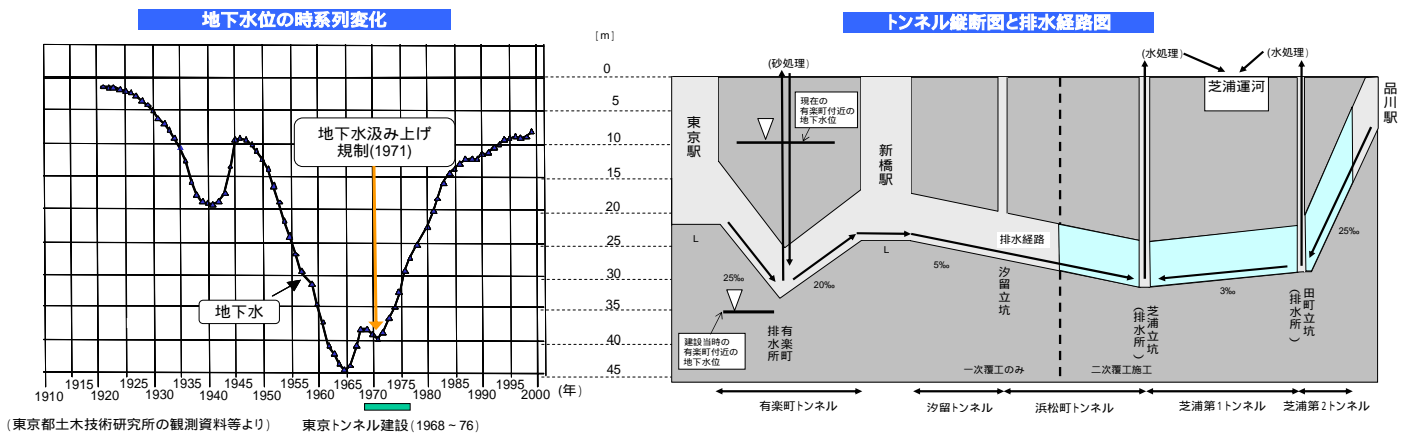 地下水位の時系列変化
トンネル縦断図と排水経路図
[m]
0
5
10
15
20
25
30
35
40
45
地下水汲み上げ
規制(1971)
地下水
1910
1915
1920
1925
1930
1935
1940
1945
1950
1955
1960
1965
1970
1975
1980
1985
1990
1995
2000
(年)
(東京都土木技術研究所の観測資料等より)
東京トンネル建設(1968~76)
東京駅
(砂処理)
現在の
有楽町付近の
地下水位
新橋駅
(水処理)
(水処理)
芝浦運河
品川駅
L
25‰
20‰
L
5‰
排水経路
3‰
25‰
建設当時の
有楽町付近の
地下水位
有楽町
排水所
汐留立坑
芝浦立坑
(排水所)
田町立坑
(排水所)
一次覆工のみ
二次覆工施工
有楽町トンネル
汐留トンネル
浜松町トンネル
芝浦第1トンネル
芝浦第2トンネル